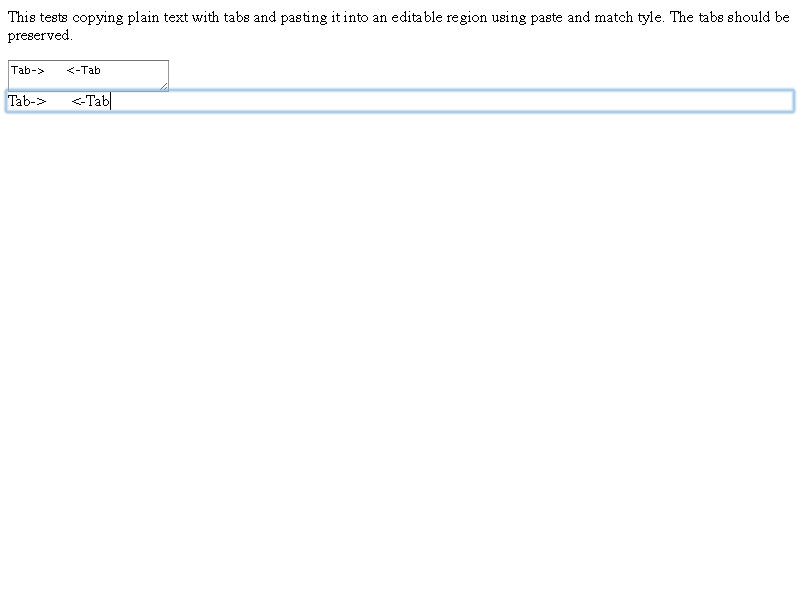 This tests copying plain text with tabs and pasting it into an editable region using paste and match tyle. The tabs should be
preserved.
Tab->	<-Tab
Tab->	<-Tab